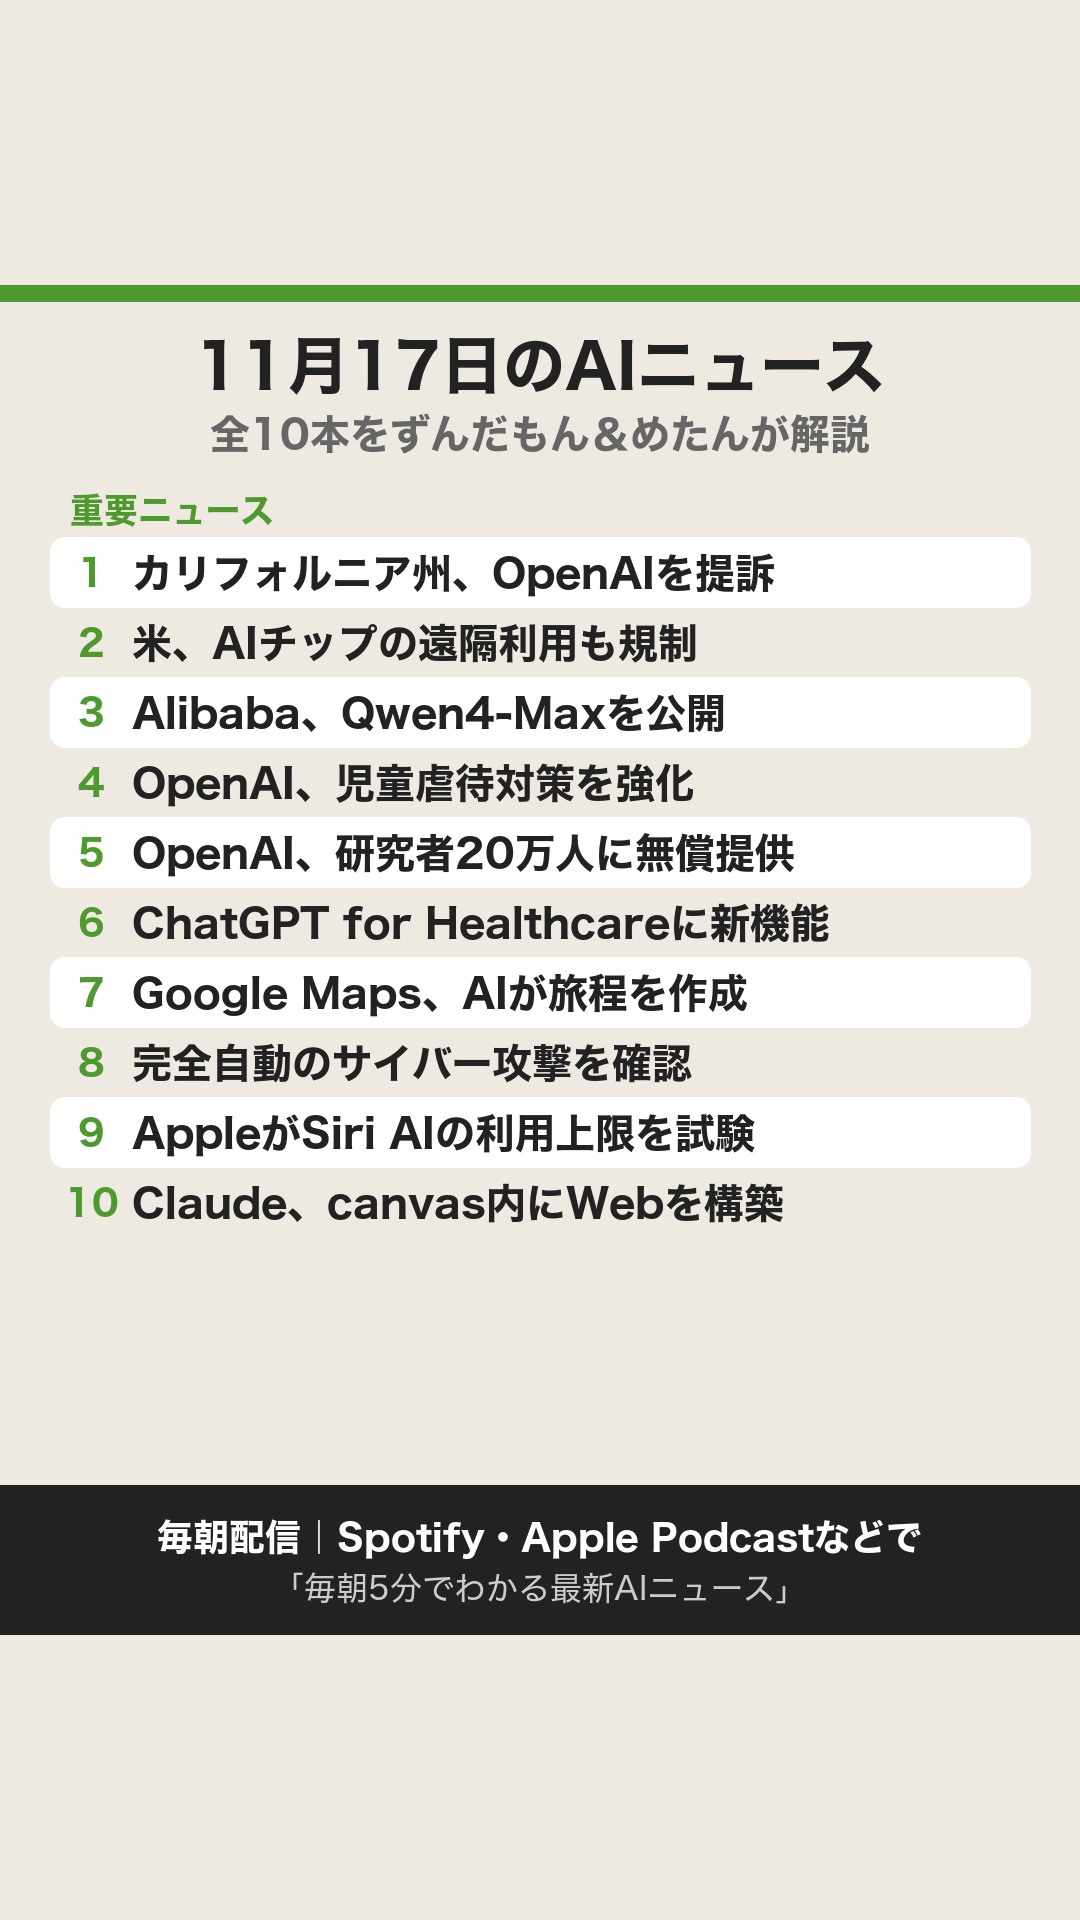 11月17日のAIニュース
全10本をずんだもん＆めたんが解説
重要ニュース
1 カリフォルニア州、OpenAIを提訴
2 米、AIチップの遠隔利用も規制
3 Alibaba、Qwen4-Maxを公開
4 OpenAI、児童虐待対策を強化
5 OpenAI、研究者20万人に無償提供
6 ChatGPT for Healthcareに新機能
7 Google Maps、AIが旅程を作成
8 完全自動のサイバー攻撃を確認
9 AppleがSiri AIの利用上限を試験
10 Claude、canvas内にWebを構築
毎朝配信｜Spotify・Apple Podcastなどで
「毎朝5分でわかる最新AIニュース」